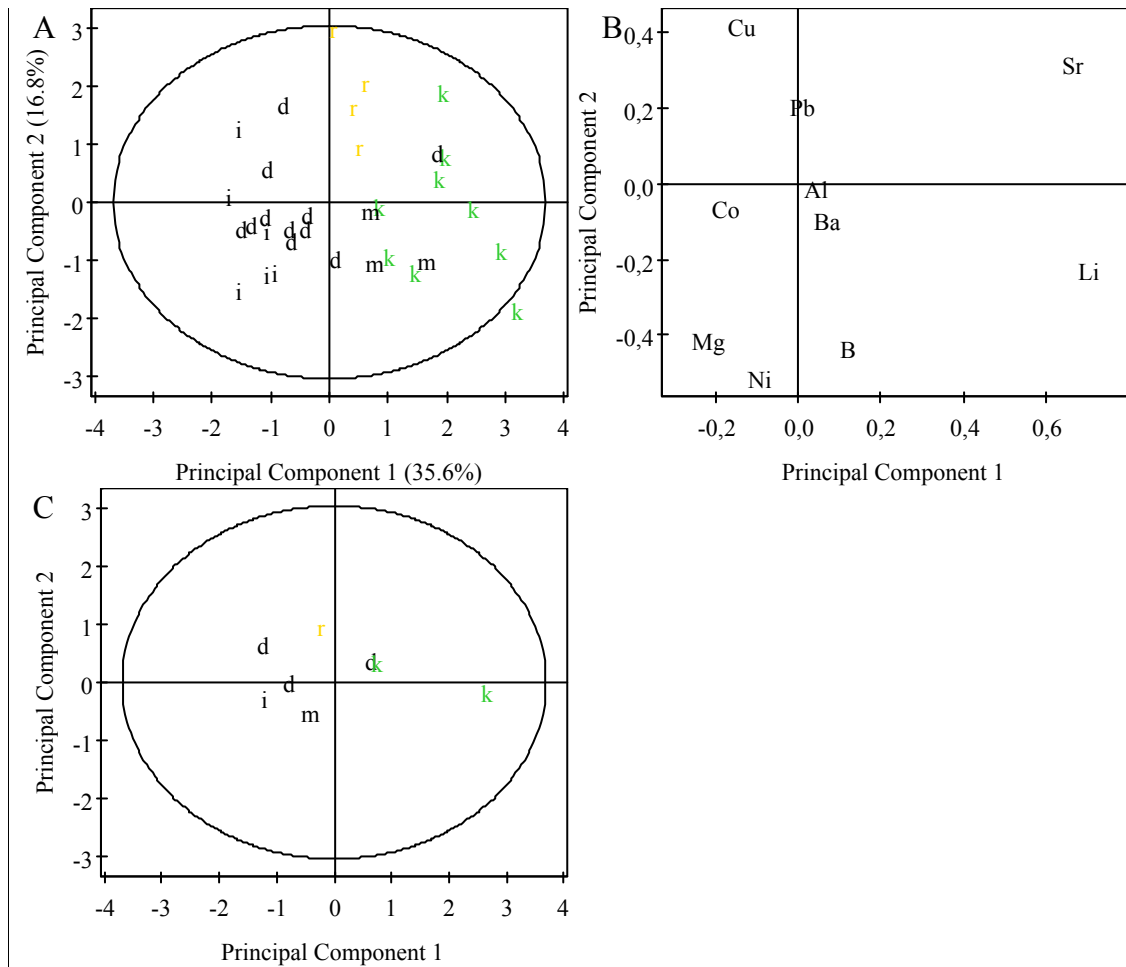 A
Principal Component 2 (16.8%)
3
2
1
0
-1
-2
-3
r
r
k
d
r
i
r
d
k
d
k
i
k
k
m
d
d
d
d
d
d
i
d
d
k
k
d
m
m
i
i
k
i
k
-4
-3
-2
-1
0
1
2
3
4
Principal Component 1 (35.6%)
B
Principal Component 2
0,4
0,2
0,0
-0,2
-0,4
Cu
Sr
Pb
Al
Co
Ba
Li
Mg
B
Ni
-0,2
0,0
0,2
0,4
0,6
Principal Component 1
C
Principal Component 2
3
2
1
0
-1
-2
-3
r
d
d
k
d
i
k
m
-4
-3
-2
-1
0
1
2
3
4
Principal Component 1